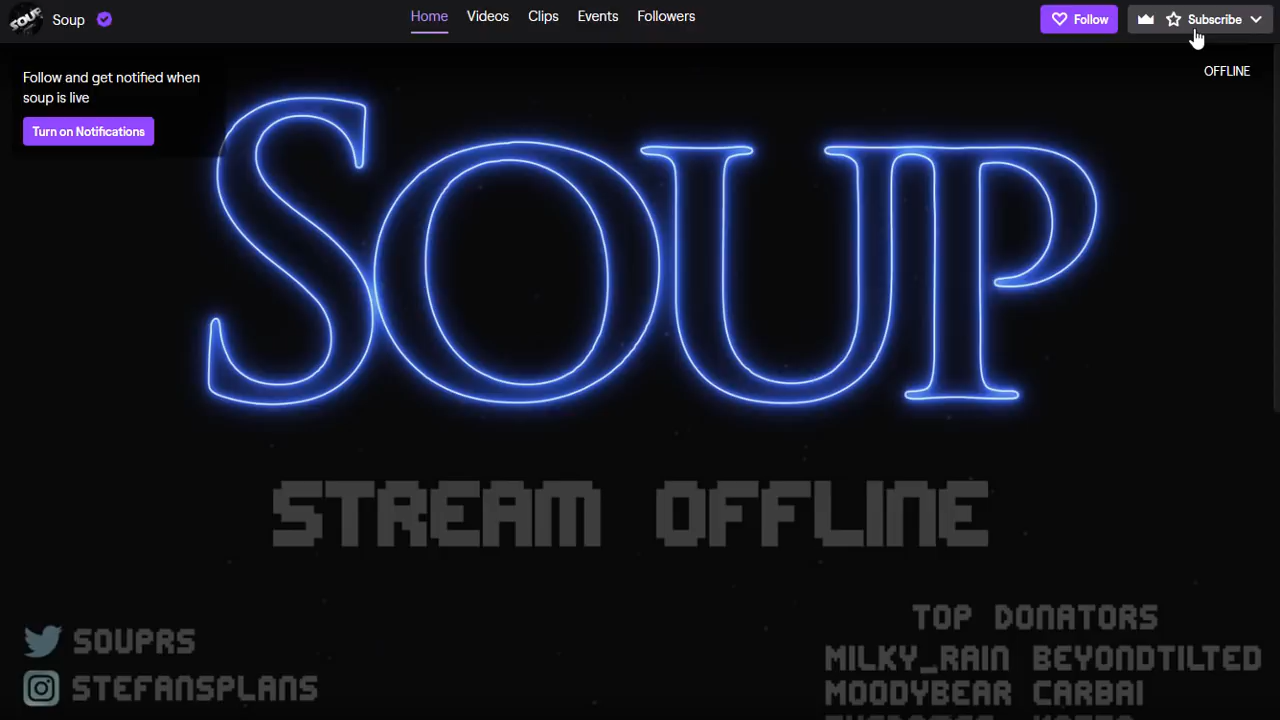 Soup
Home Videos Clips Events Followers
Follow
Subscribe
Follow and get notified when
soup is live
Turn on Notifications
OFFLINE
SOUP
STREAM OFFLINE
SOUPRS
STEFANSPLANS
TOP DONATORS
MILKY_RAIN BEYONDTILTED
MOODYBEAR CARBAI